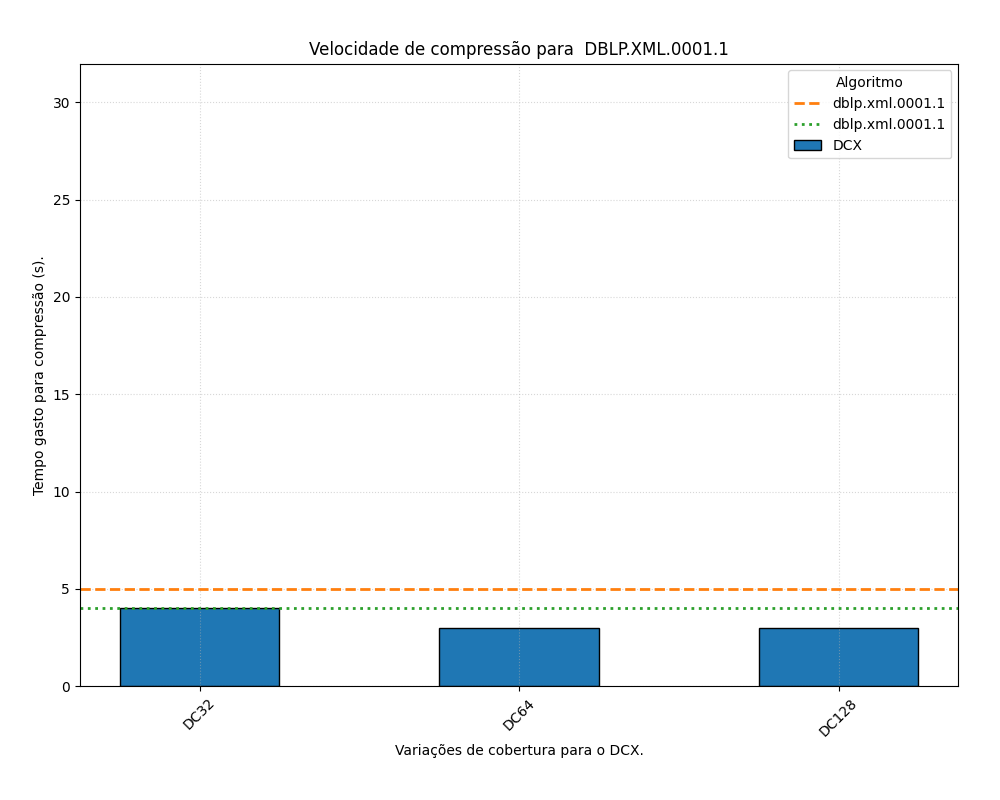 Velocidade de compressão para  DBLP.XML.0001.1
Algoritmo
dblp.xml.0001.1
dblp.xml.0001.1
DCX
Tempo gasto para compressão (s).
30
25
20
15
10
5
0
DC32
DC64
DC128
Variações de cobertura para o DCX.